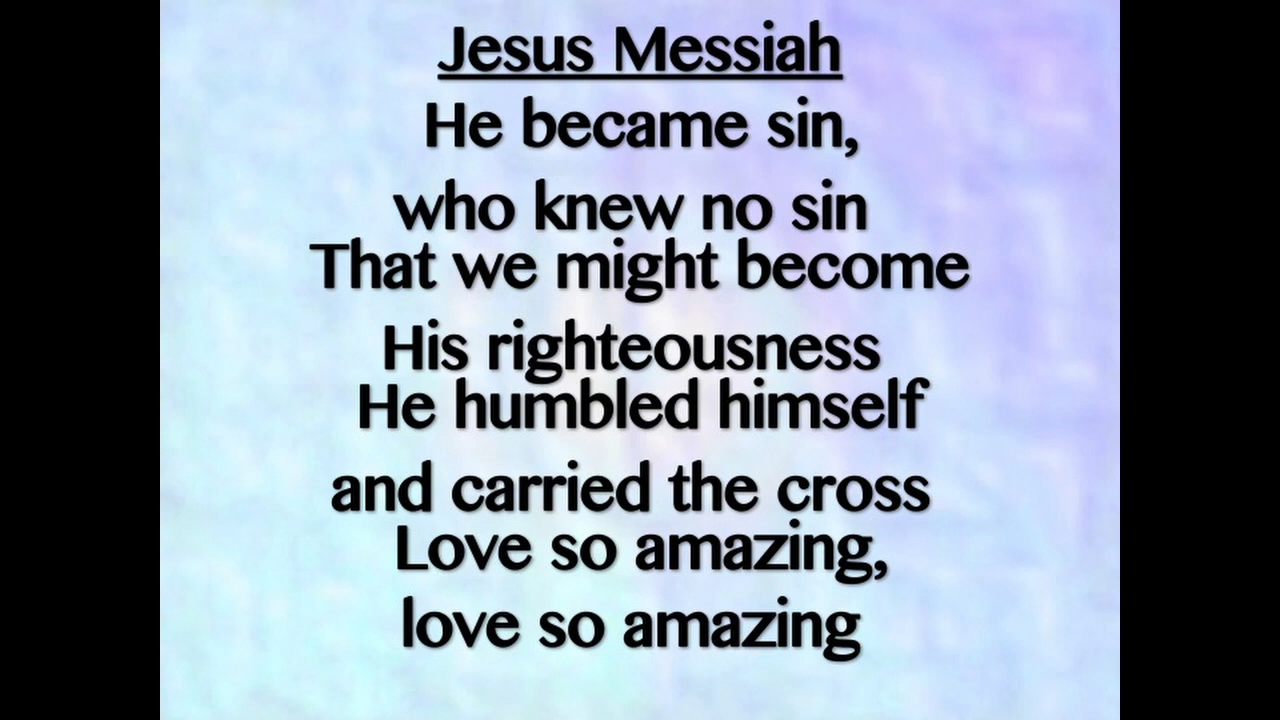 Jesus Messiah
He became sin,
who knew no sin
That we might become
His righteousness
He humbled himself
and carried the cross
Love so amazing,
love so amazing